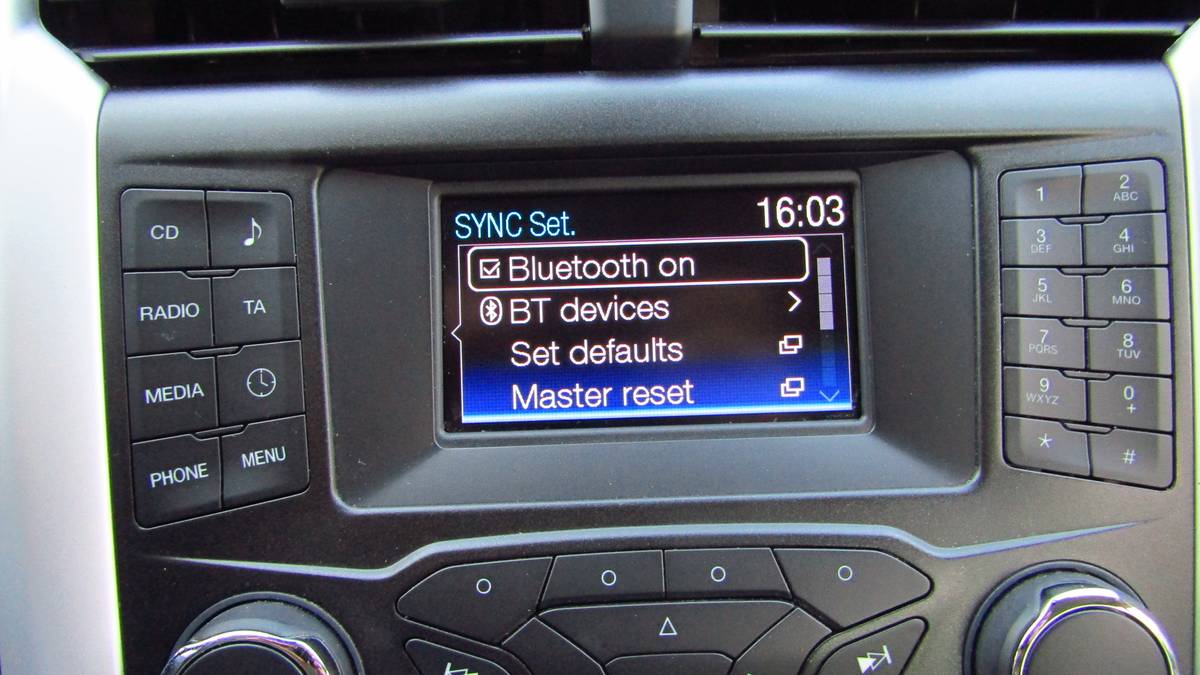 SYNC Set. 16:03
Bluetooth on
BT devices
Set defaults
Master reset
CD
RADIO TA
MEDIA
PHONE MENU
1 2 ABC
3 DEF 4 GHI
5 JKL 6 MNO
7 PQRS 8 TUV
9 WXYZ 0 +
* #